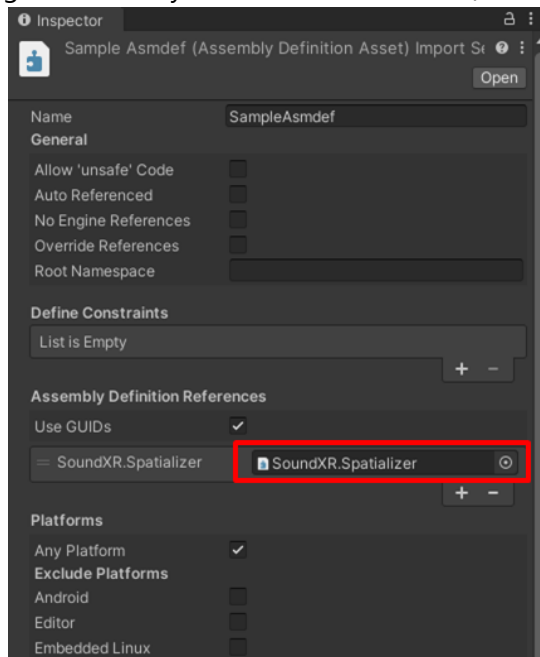 Inspector
Sample Asmdef (Assembly Definition Asset) Import Se
Open
Name SampleAsmdef
General
Allow 'unsafe' Code
Auto Referenced
No Engine References
Override References
Root Namespace
Define Constraints
List is Empty
+ −
Assembly Definition References
Use GUIDs
= SoundXR.Spatializer SoundXR.Spatializer
+ −
Platforms
Any Platform
Exclude Platforms
Android
Editor
Embedded Linux